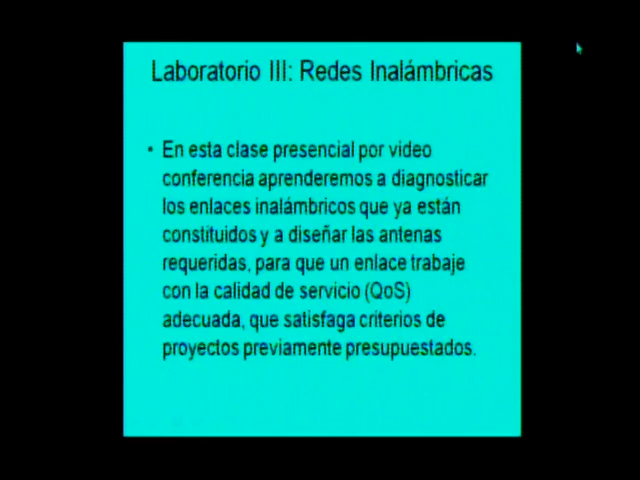 Laboratorio III: Redes Inalámbricas
• En esta clase presencial por video
conferencia aprenderemos a diagnosticar
los enlaces inalámbricos que ya están
constituidos y a diseñar las antenas
requeridas, para que un enlace trabaje
con la calidad de servicio (QoS)
adecuada, que satisfaga criterios de
proyectos previamente presupuestados.